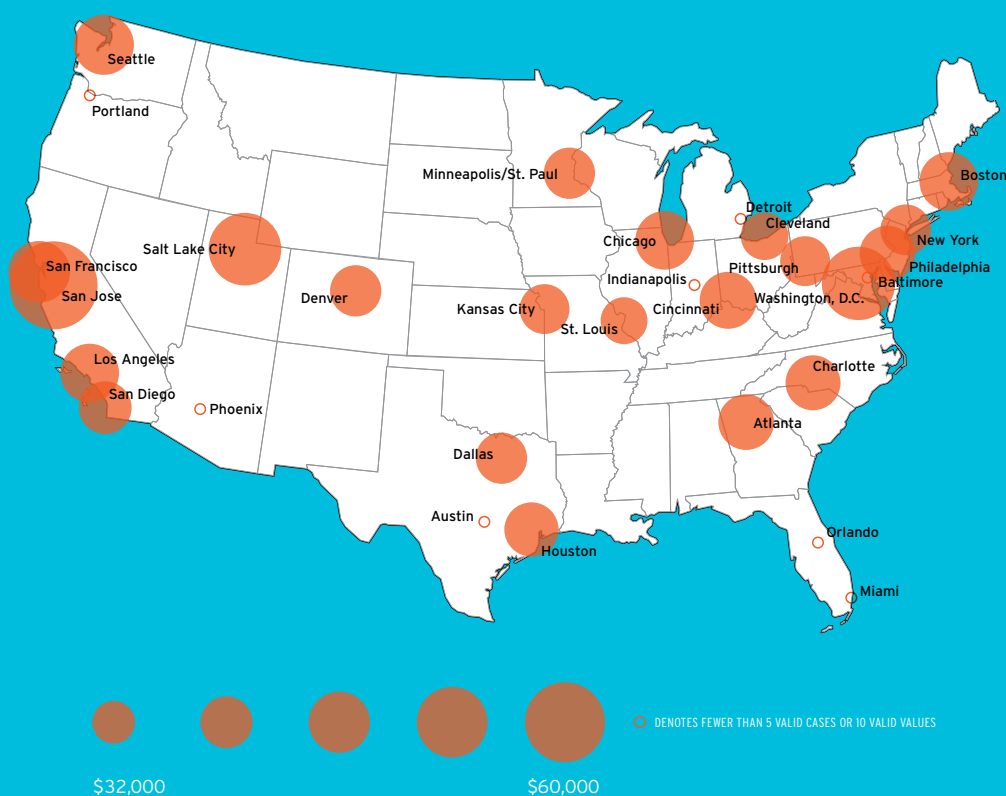 Seattle
Portland
Minneapolis/St. Paul
Boston
Detroit
Cleveland
Chicago
New York
Salt Lake City
San Francisco
Pittsburgh
Philadelphia
Indianapolis
Baltimore
San Jose
Denver
Washington, D.C.
Kansas City
Cincinnati
St. Louis
Los Angeles
Charlotte
San Diego
Phoenix
Atlanta
Dallas
Austin
Orlando
Houston
Miami
DENOTES FEWER THAN 5 VALID CASES OR 10 VALID VALUES
$32,000
$60,000